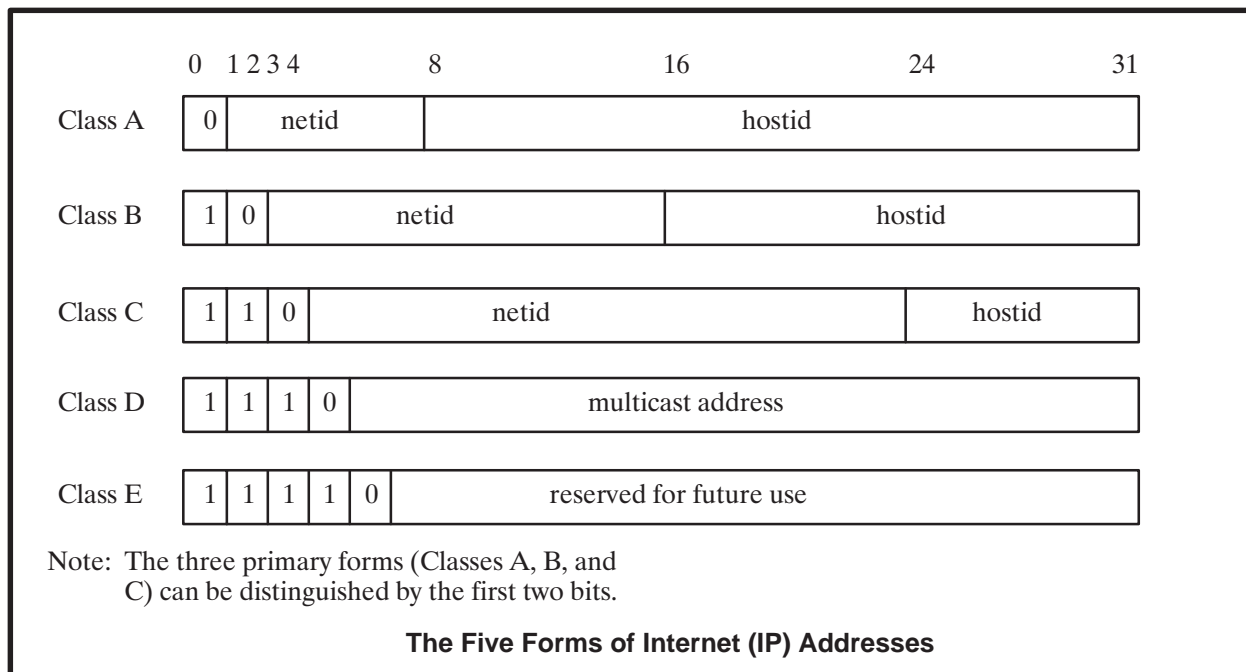 0 1 2 3 4 8 16 24 31
Class A 0 netid hostid
Class B 1 0 netid hostid
Class C 1 1 0 netid hostid
Class D 1 1 1 0 multicast address
Class E 1 1 1 1 0 reserved for future use
Note: The three primary forms (Classes A, B, and
C) can be distinguished by the first two bits.
The Five Forms of Internet (IP) Addresses